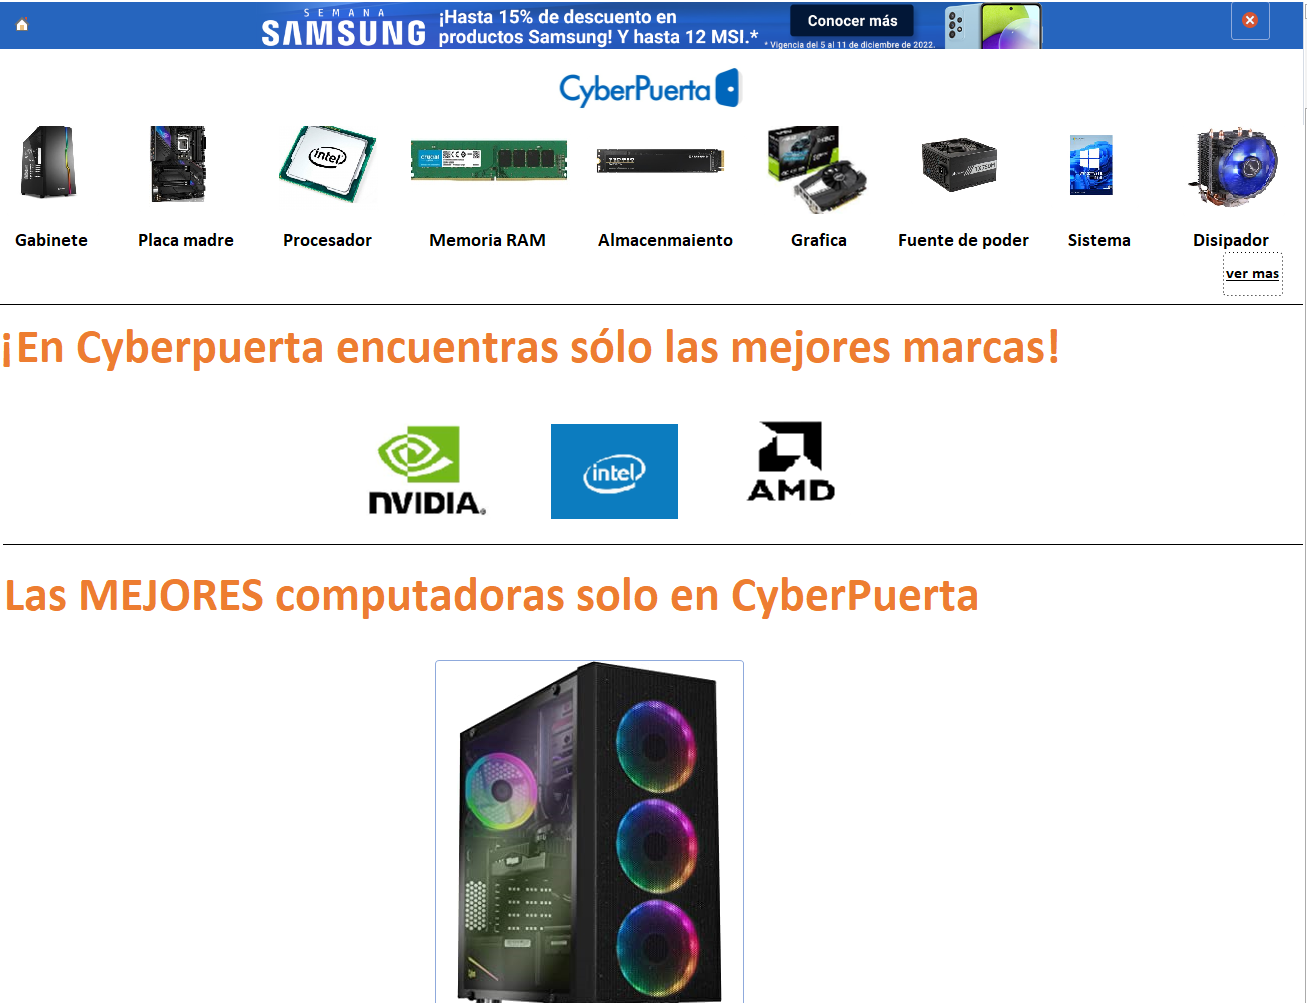 SEMANA
SAMSUNG
¡Hasta 15% de descuento en
productos Samsung! Y hasta 12 MSI.*
Conocer más
* Vigencia del 5 al 11 de diciembre de 2022.
CyberPuerta
intel
crucial
Gabinete Placa madre Procesador Memoria RAM Almacenmaiento Grafica Fuente de poder Sistema Disipador
ver mas
¡En Cyberpuerta encuentras sólo las mejores marcas!
NVIDIA.
intel
AMD
Las MEJORES computadoras solo en CyberPuerta